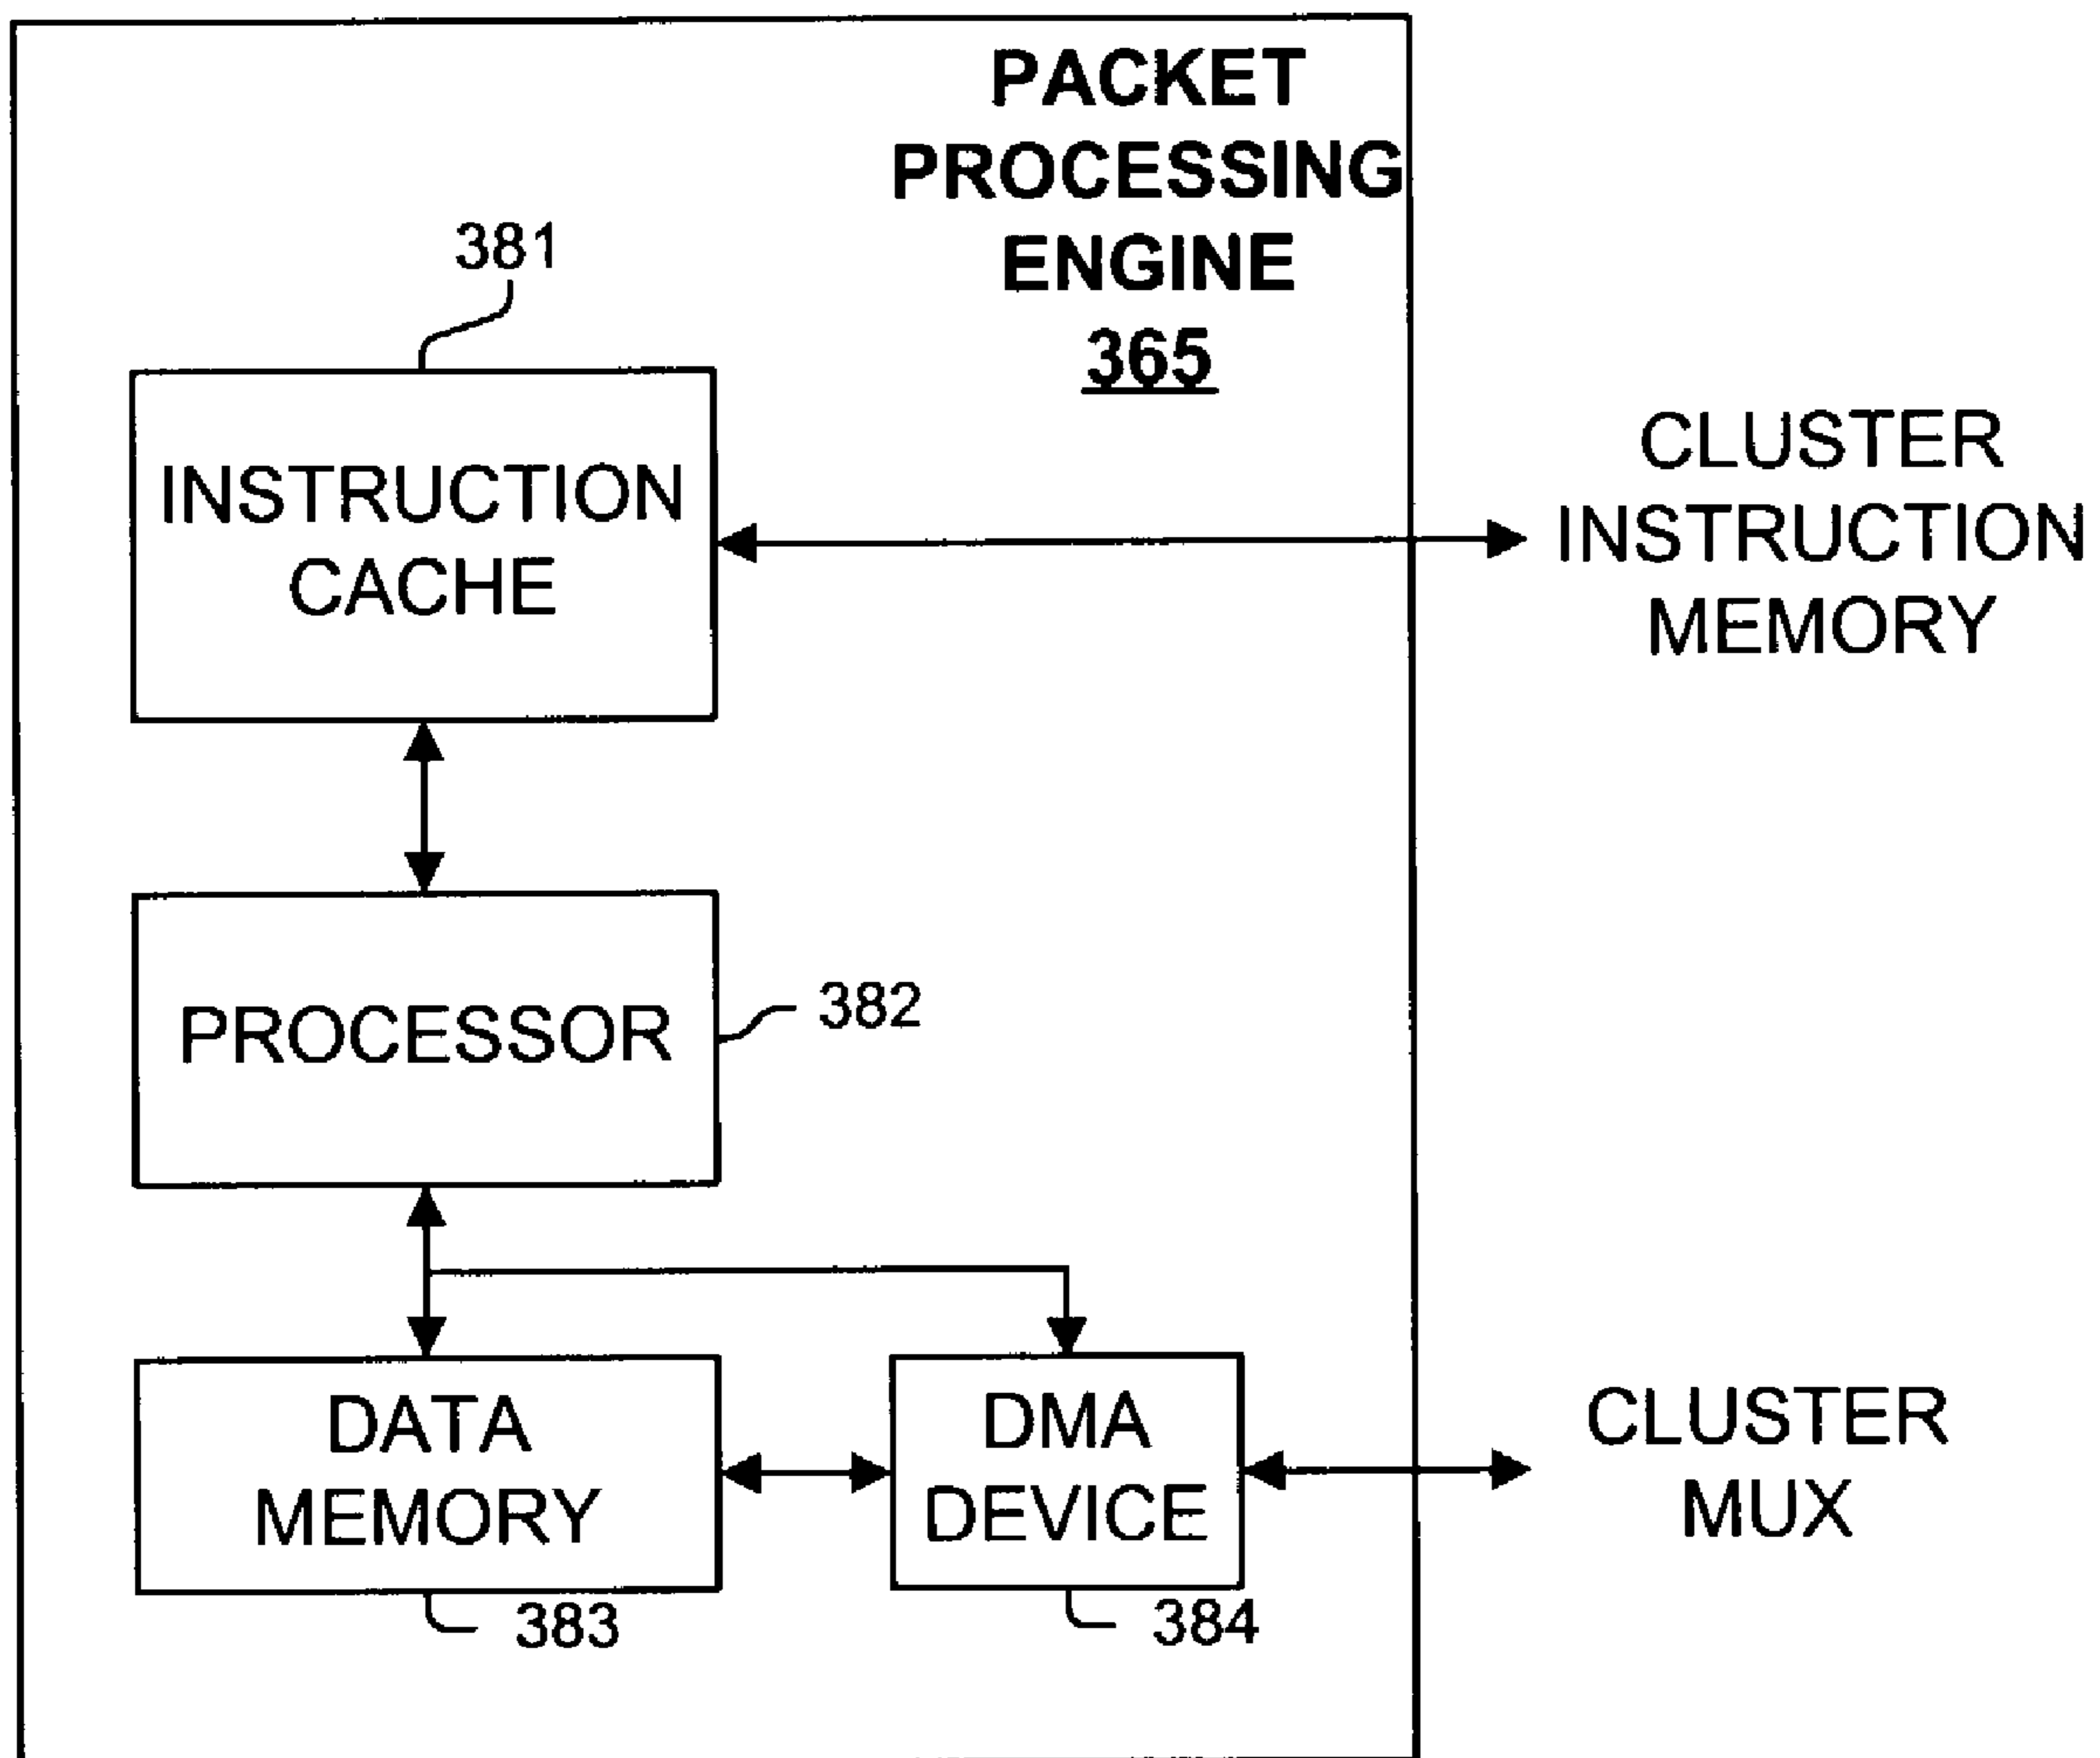 PACKET
PROCESSING
ENGINE
365
381
INSTRUCTION
CACHE
CLUSTER
INSTRUCTION
MEMORY
PROCESSOR
382
DATA
MEMORY
383
DMA
DEVICE
384
CLUSTER
MUX